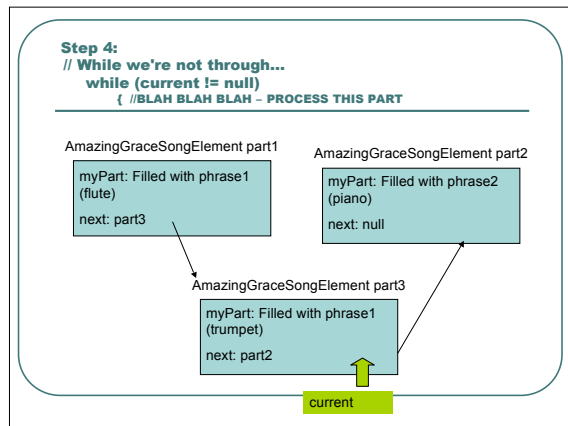 Step 4:
// While we're not through...
while (current != null)
{ //BLAH BLAH BLAH – PROCESS THIS PART
AmazingGraceSongElement part1
myPart: Filled with phrase1
(flute)
next: part3
AmazingGraceSongElement part2
myPart: Filled with phrase2
(piano)
next: null
AmazingGraceSongElement part3
myPart: Filled with phrase1
(trumpet)
next: part2
current